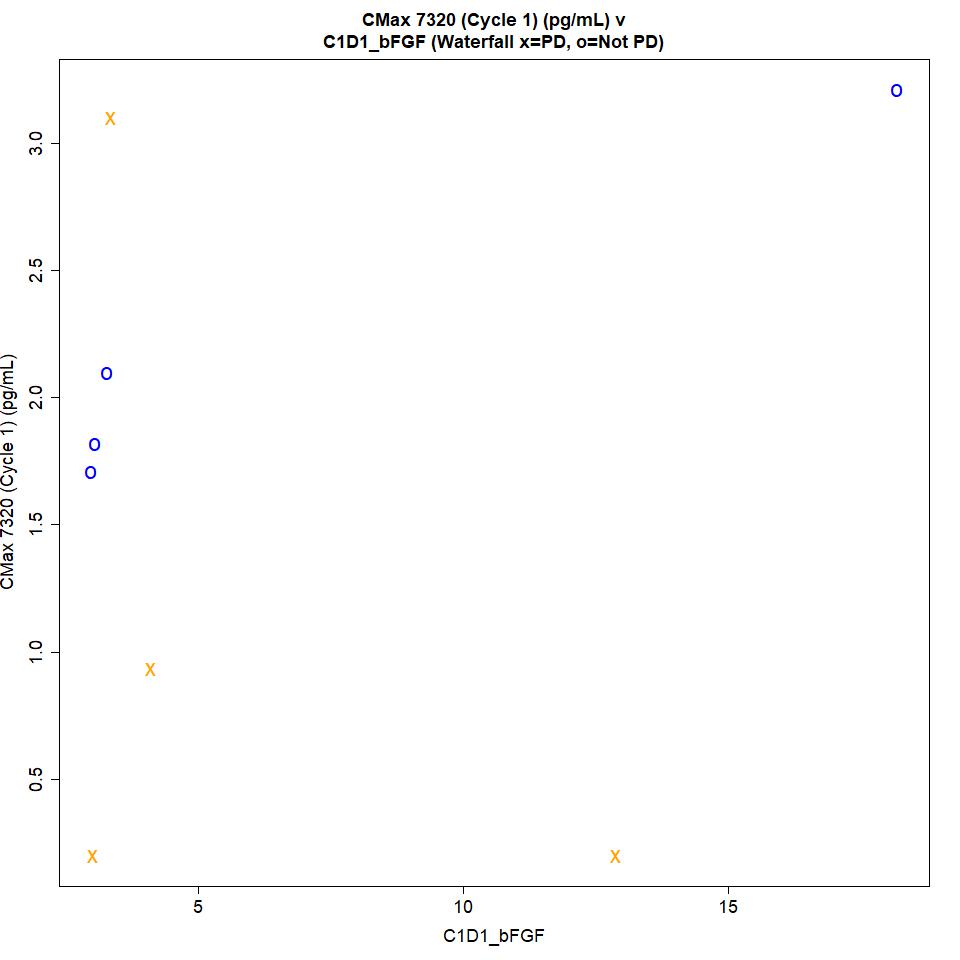 CMax 7320 (Cycle 1) (pg/mL) v
C1D1_bFGF (Waterfall x=PD, o=Not PD)
CMax 7320 (Cycle 1) (pg/mL)
3.0
2.5
2.0
1.5
1.0
0.5
x
o
o
o
o
x
x
x
5
10
15
C1D1_bFGF